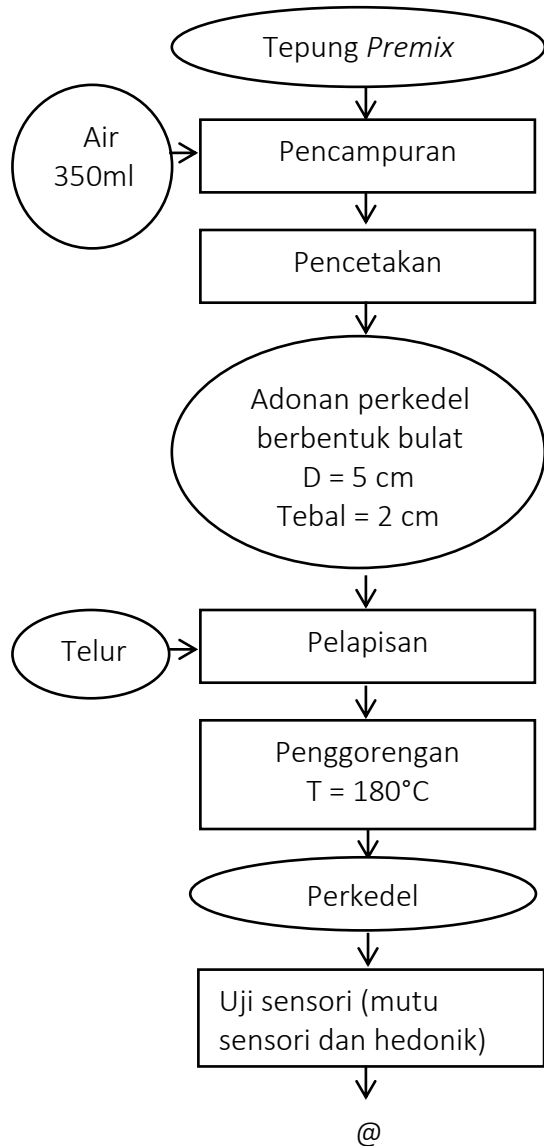 Tepung Premix
Air
350ml
Pencampuran
Pencetakan
Adonan perkedel
berbentuk bulat
D = 5 cm
Tebal = 2 cm
Telur
Pelapisan
Penggorengan
T = 180°C
Perkedel
Uji sensori (mutu
sensori dan hedonik)
@